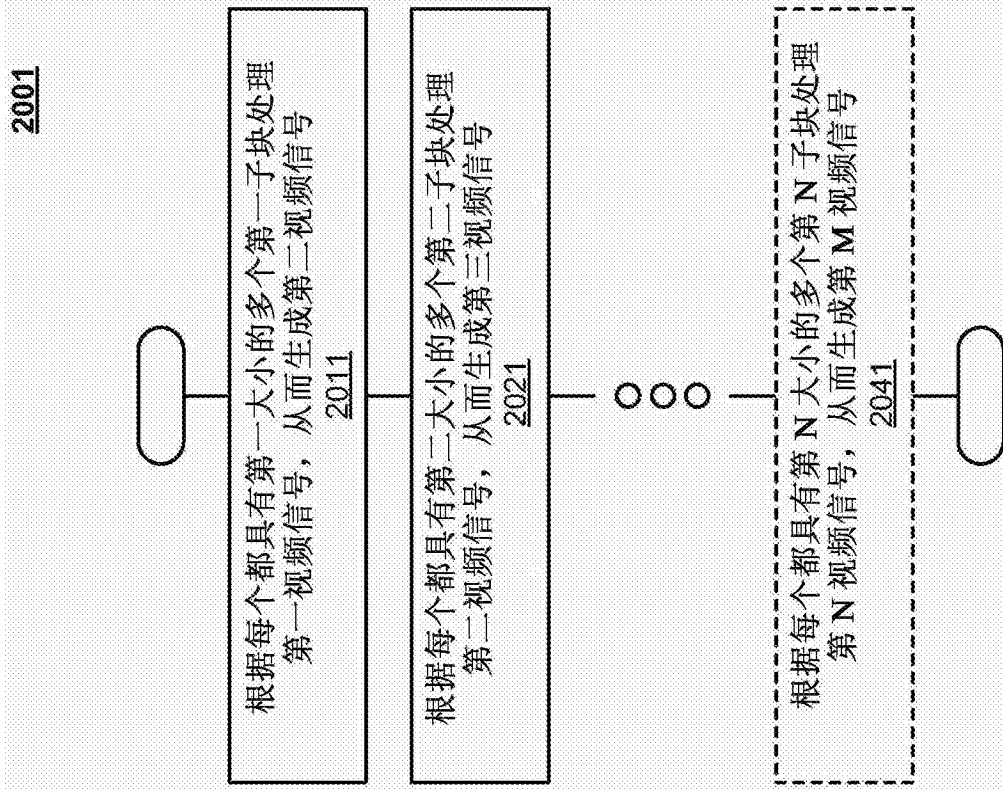 2001
根据每个都具有第一大小的多个第一子块处理
第一视频信号，从而生成第二视频信号
2011
根据每个都具有第二大小的多个第二子块处理
第二视频信号，从而生成第三视频信号
2021
根据每个都具有第 N 大小的多个第 N 子块处理
第 N 视频信号，从而生成第 M 视频信号
2041